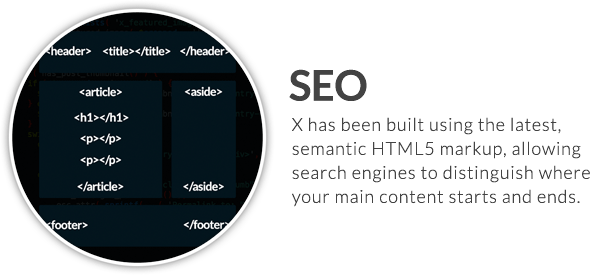 <header> <title></title> </header>
<article>
<h1></h1>
<p></p>
<p></p>
</article>
<aside>
</aside>
<footer> </footer>
SEO
X has been built using the latest,
semantic HTML5 markup, allowing
search engines to distinguish where
your main content starts and ends.